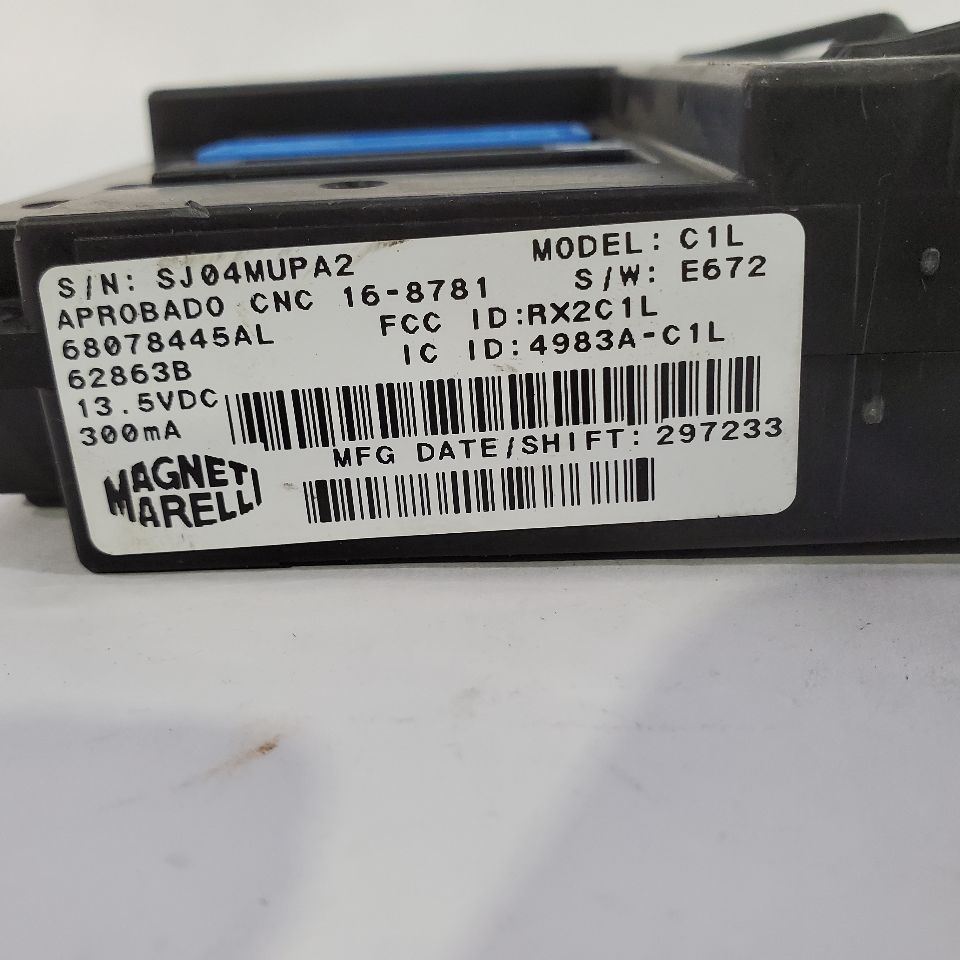 S/N: SJ04MUPA2
MODEL: C1L
APROBADO CNC 16-8781
S/W: E672
68078445AL
FCC ID:RX2C1L
62863B
IC ID:4983A-C1L
13.5VDC
300mA
MFG DATE/SHIFT: 297233
MAGNETI
MARELLI